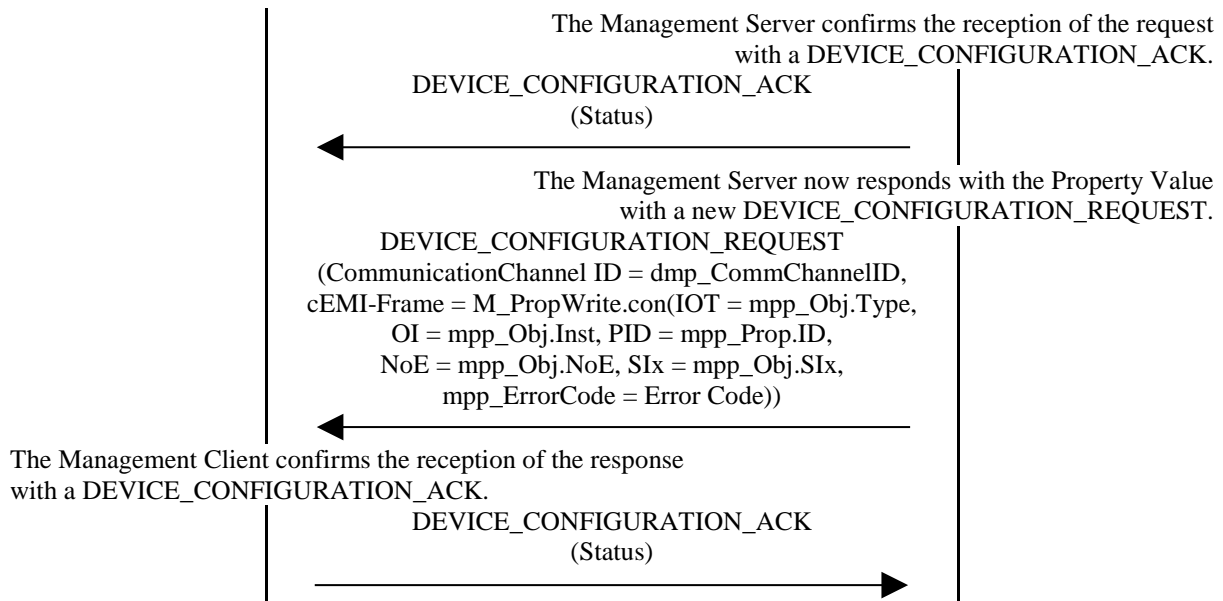 The Management Server confirms the reception of the request
with a DEVICE_CONFIGURATION_ACK.
DEVICE_CONFIGURATION_ACK
(Status)
The Management Server now responds with the Property Value
with a new DEVICE_CONFIGURATION_REQUEST.
DEVICE_CONFIGURATION_REQUEST
(CommunicationChannel ID = dmp_CommChannelID,
cEMI-Frame = M_PropWrite.con(IOT = mpp_Obj.Type,
OI = mpp_Obj.Inst, PID = mpp_Prop.ID,
NoE = mpp_Obj.NoE, SIx = mpp_Obj.SIx,
mpp_ErrorCode = Error Code))
The Management Client confirms the reception of the response
with a DEVICE_CONFIGURATION_ACK.
DEVICE_CONFIGURATION_ACK
(Status)